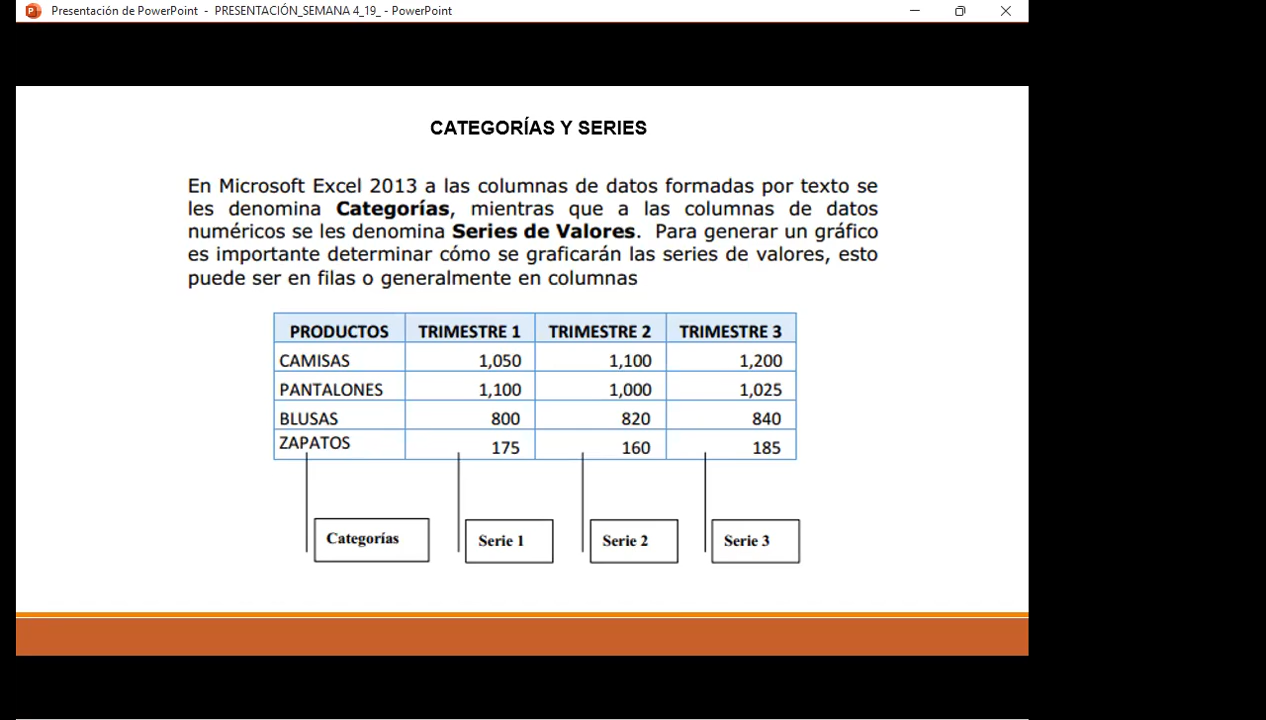 Presentación de PowerPoint - PRESENTACIÓN_SEMANA 4_19_ - PowerPoint
CATEGORÍAS Y SERIES
En Microsoft Excel 2013 a las columnas de datos formadas por texto se
les denomina Categorías, mientras que a las columnas de datos
numéricos se les denomina Series de Valores. Para generar un gráfico
es importante determinar cómo se graficarán las series de valores, esto
puede ser en filas o generalmente en columnas
PRODUCTOS TRIMESTRE 1 TRIMESTRE 2 TRIMESTRE 3
CAMISAS 1,050 1,100 1,200
PANTALONES 1,100 1,000 1,025
BLUSAS 800 820 840
ZAPATOS 175 160 185
Categorías Serie 1 Serie 2 Serie 3